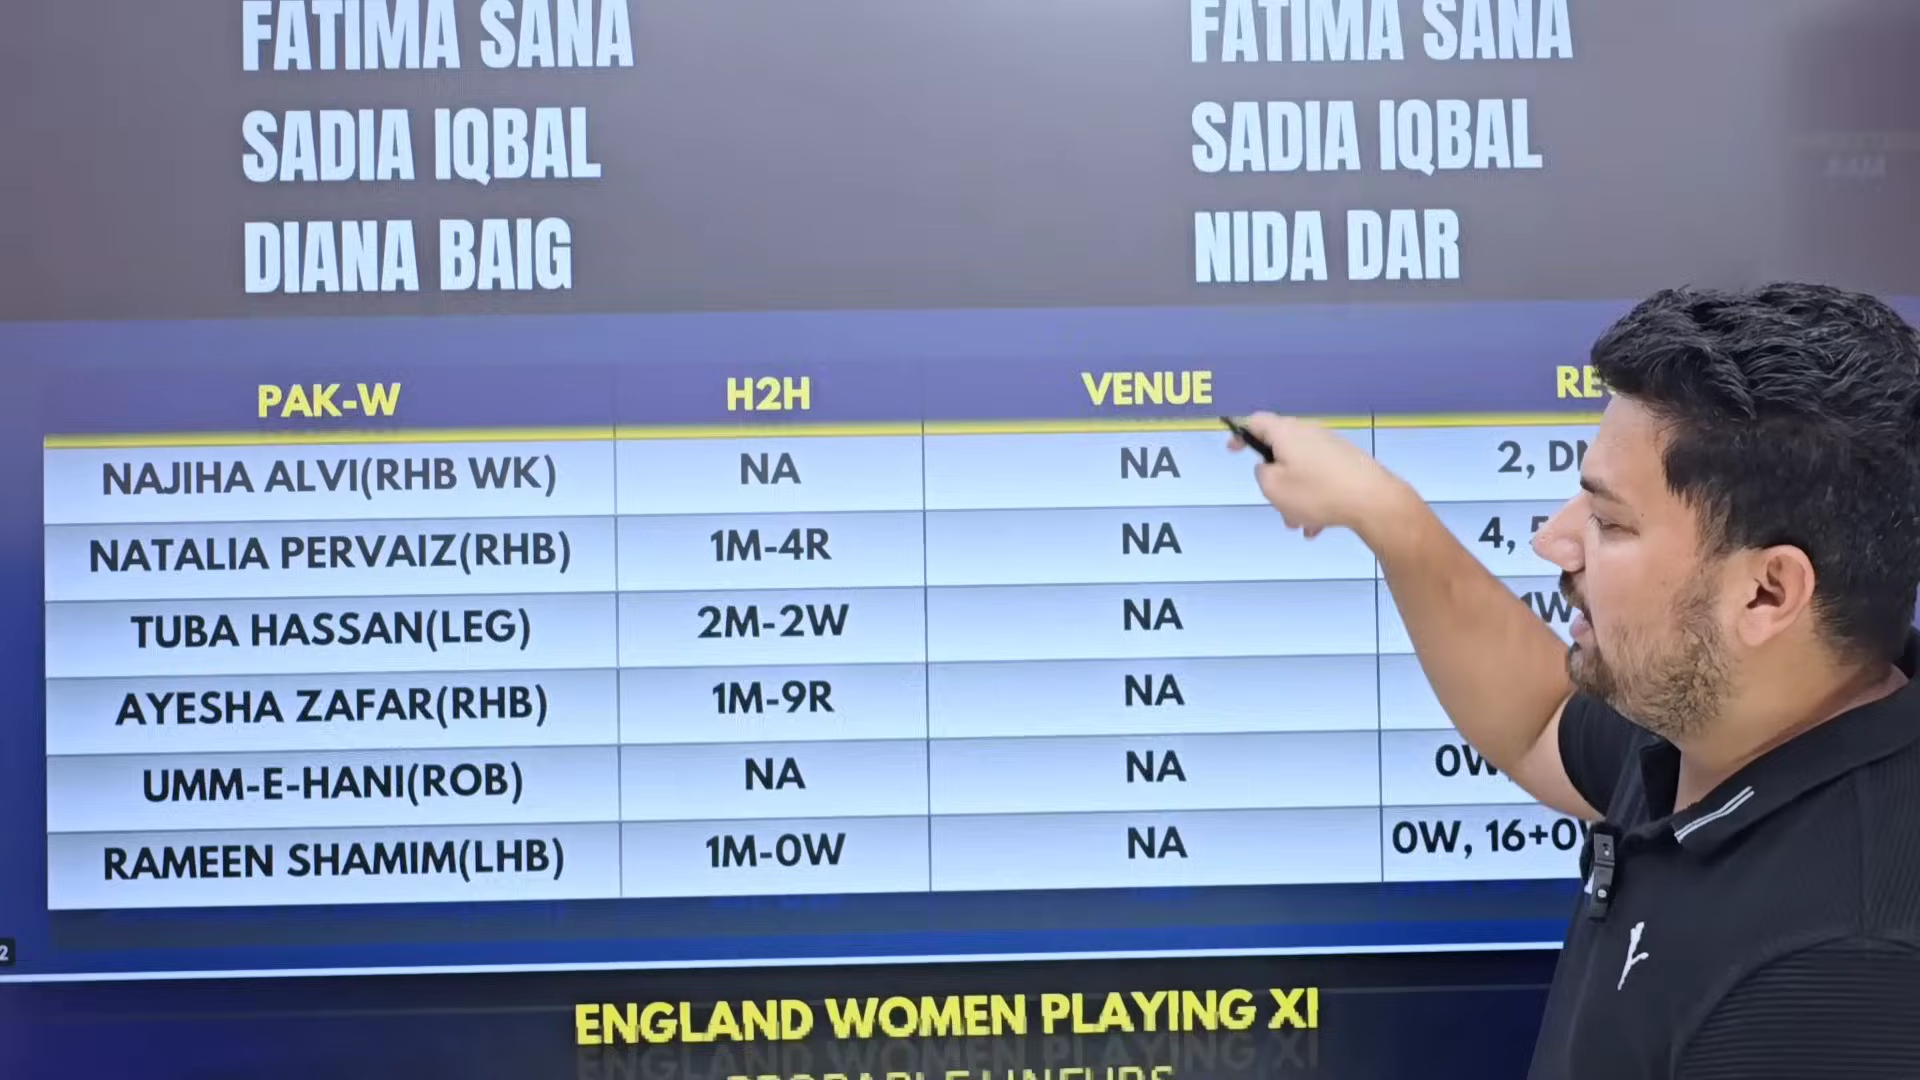 FATIMA SANA FATIMA SANA
SADIA IQBAL SADIA IQBAL
DIANA BAIG NIDA DAR
PAK-W H2H VENUE
NAJIHA ALVI(RHB WK) NA NA 2,
NATALIA PERVAIZ(RHB) 1M-4R NA 4,
TUBA HASSAN(LEG) 2M-2W NA 1W
AYESHA ZAFAR(RHB) 1M-9R NA
UMM-E-HANI(ROB) NA NA 0W
RAMEEN SHAMIM(LHB) 1M-0W NA 0W, 16+0
2
ENGLAND WOMEN PLAYING XI